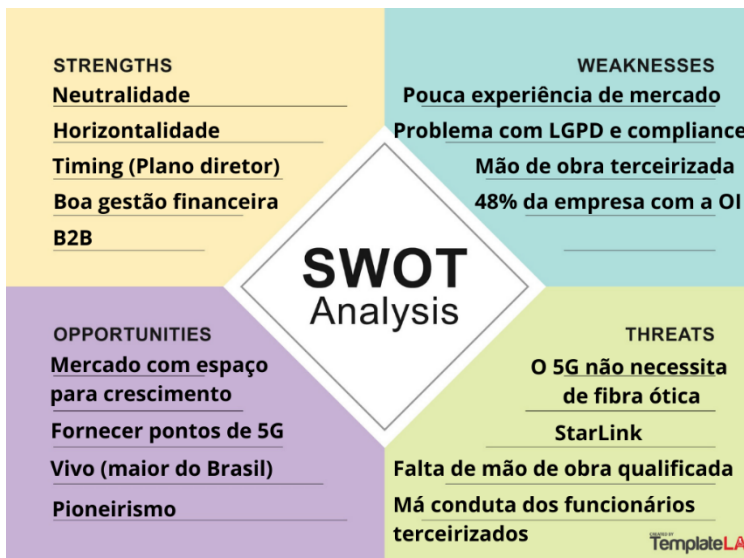 STRENGTHS
Neutralidade
Horizontalidade
Timing (Plano diretor)
Boa gestão financeira
B2B
WEAKNESSES
Pouca experiência de mercado
Problema com LGPD e compliance
Mão de obra terceirizada
48% da empresa com a OI
SWOT
Analysis
OPPORTUNITIES
Mercado com espaço
para crescimento
Fornecer pontos de 5G
Vivo (maior do Brasil)
Pioneirismo
THREATS
O 5G não necessita
de fibra ótica
StarLink
Falta de mão de obra qualificada
Má conduta dos funcionários
terceirizados
CREATED BY
TemplateLA